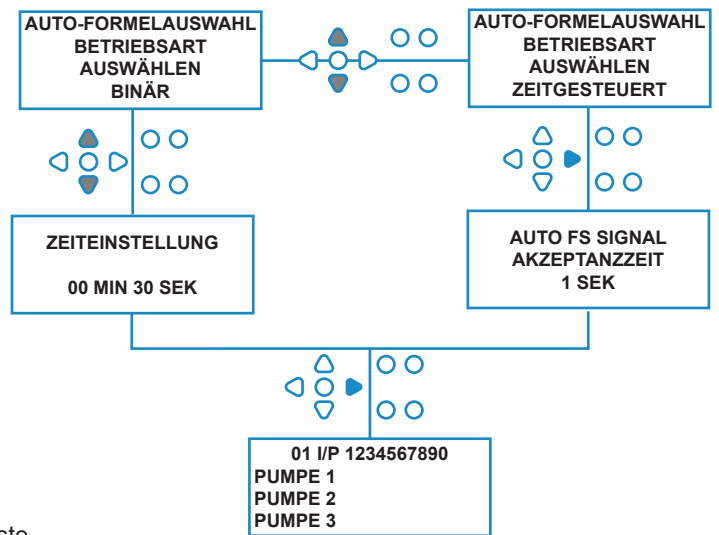 AUTO-FORMELAUSWAHL
BETRIEBSART
AUSWÄHLEN
BINÄR
AUTO-FORMELAUSWAHL
BETRIEBSART
AUSWÄHLEN
ZEITGESTEUERT
ZEITEINSTELLUNG
00 MIN 30 SEK
AUTO FS SIGNAL
AKZEPTANZZEIT
1 SEK
01 I/P 1234567890
PUMPE 1
PUMPE 2
PUMPE 3